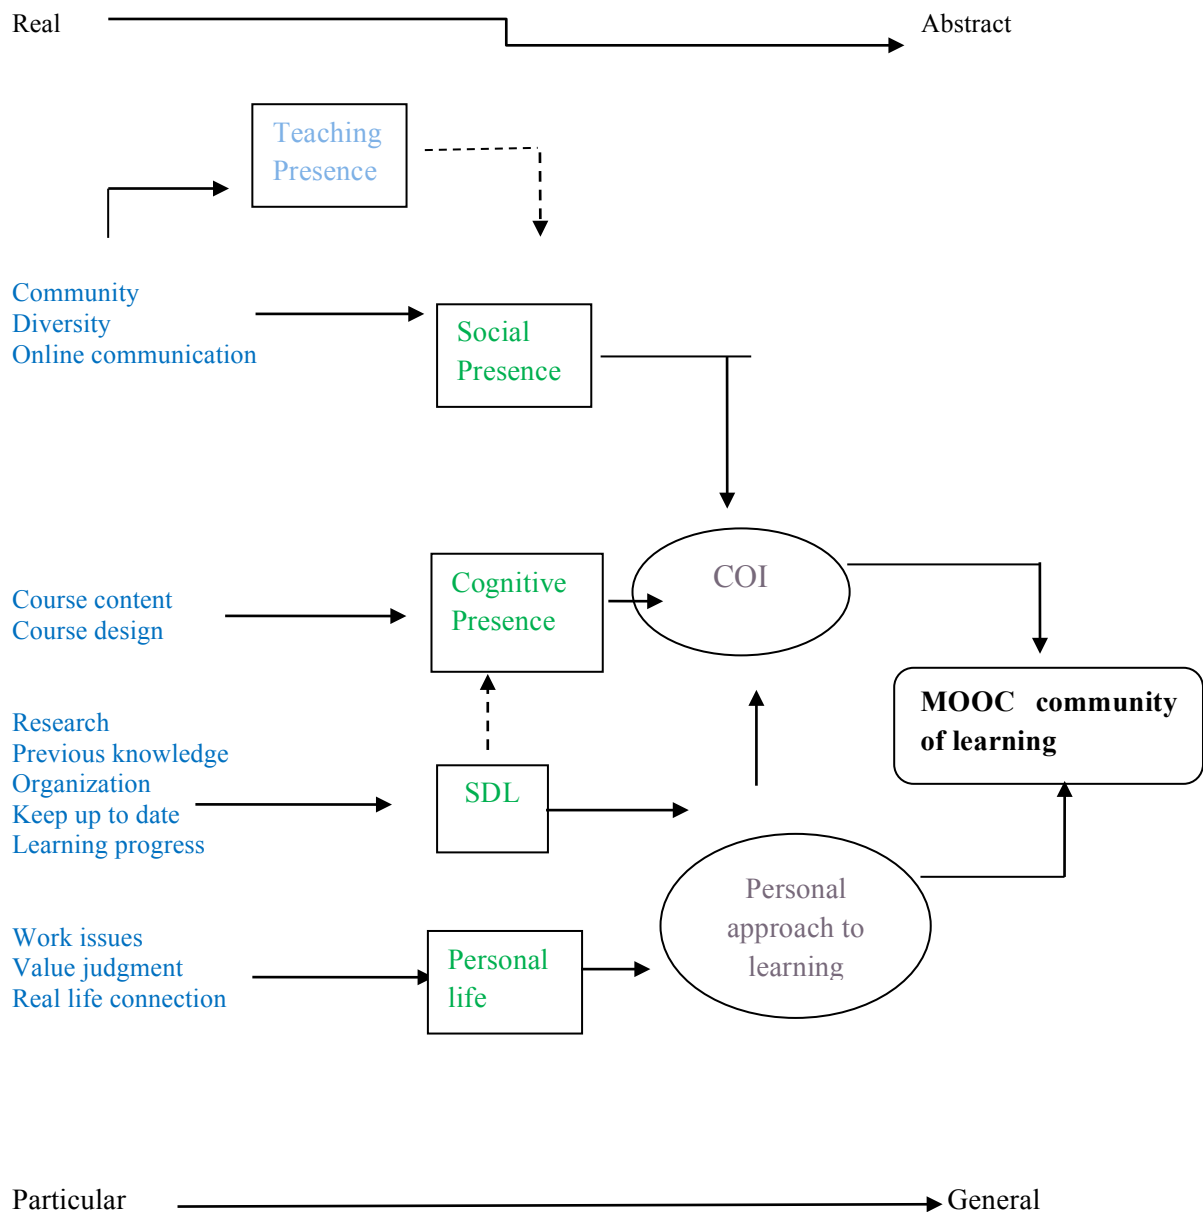 Real
Abstract
Teaching
Presence
Community
Diversity
Online communication
Social
Presence
Course content
Course design
Cognitive
Presence
COI
MOOC community
of learning
Research
Previous knowledge
Organization
Keep up to date
Learning progress
SDL
Work issues
Value judgment
Real life connection
Personal
life
Personal
approach to
learning
Particular
General